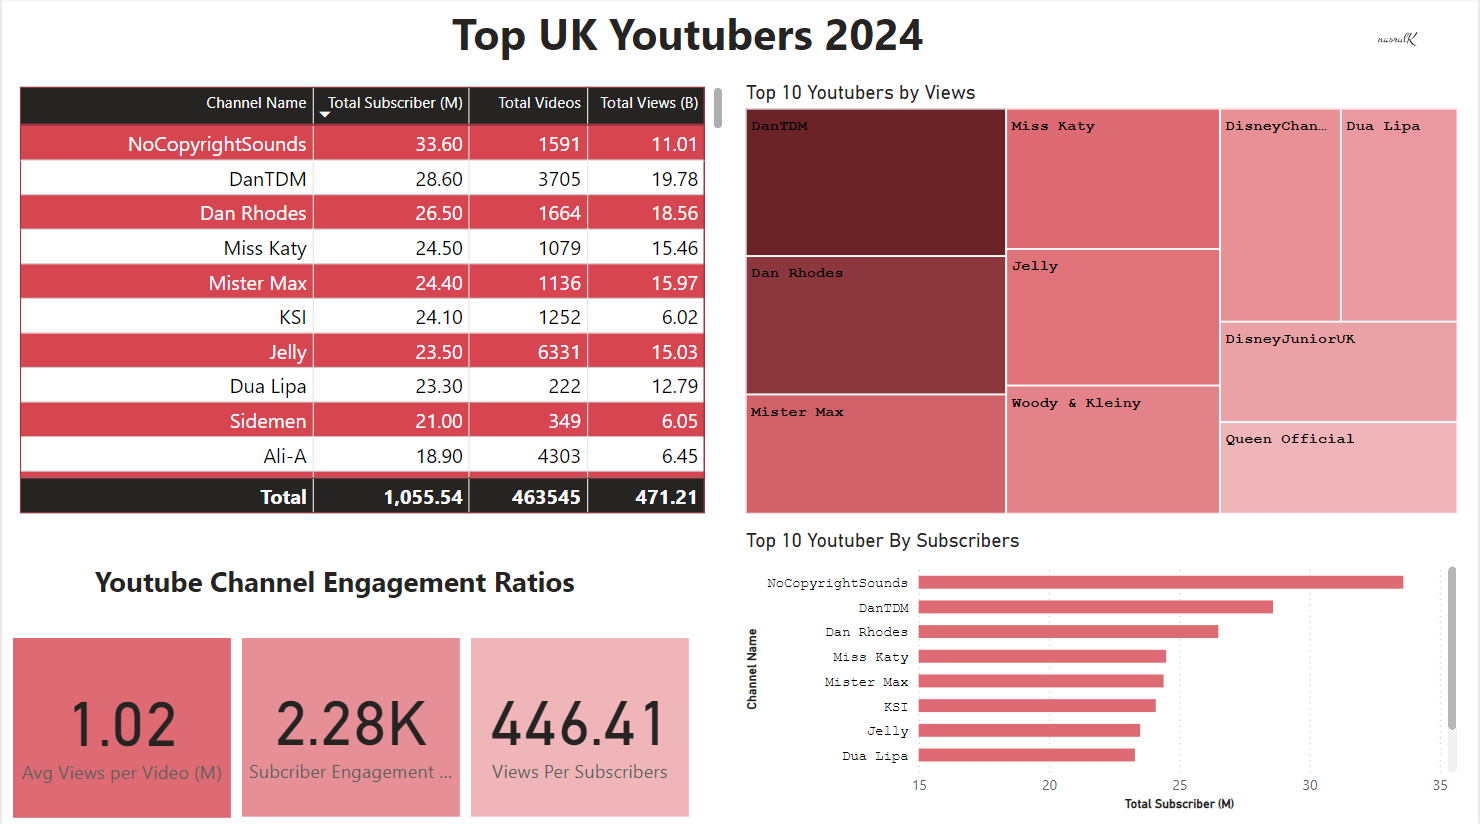 Top UK Youtubers 2024
nasrulK
Channel Name Total Subscriber (M) Total Videos Total Views (B)
NoCopyrightSounds 33.60 1591 11.01
DanTDM 28.60 3705 19.78
Dan Rhodes 26.50 1664 18.56
Miss Katy 24.50 1079 15.46
Mister Max 24.40 1136 15.97
KSI 24.10 1252 6.02
Jelly 23.50 6331 15.03
Dua Lipa 23.30 222 12.79
Sidemen 21.00 349 6.05
Ali-A 18.90 4303 6.45
Total 1,055.54 463545 471.21
Top 10 Youtubers by Views
DanTDM
Dan Rhodes
Mister Max
Miss Katy
Jelly
Woody & Kleiny
DisneyChan...
Dua Lipa
DisneyJuniorUK
Queen Official
Youtube Channel Engagement Ratios
1.02
Avg Views per Video (M)
2.28K
Subcriber Engagement ...
446.41
Views Per Subscribers
Top 10 Youtuber By Subscribers
Channel Name
NoCopyrightSounds
DanTDM
Dan Rhodes
Miss Katy
Mister Max
KSI
Jelly
Dua Lipa
15 20 25 30 35
Total Subscriber (M)